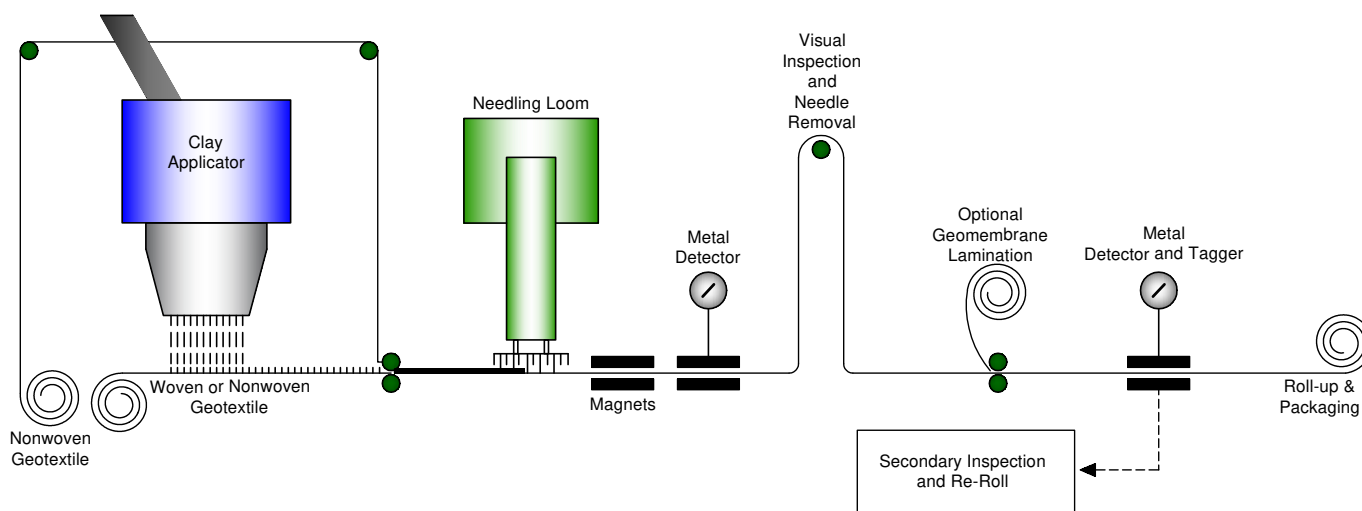 Clay
Applicator
Needling Loom
Visual
Inspection
and
Needle
Removal
Metal
Detector
Optional
Geomembrane
Lamination
Metal
Detector and Tagger
Woven or Nonwoven
Geotextile
Nonwoven
Geotextile
Magnets
Roll-up &
Packaging
Secondary Inspection
and Re-Roll